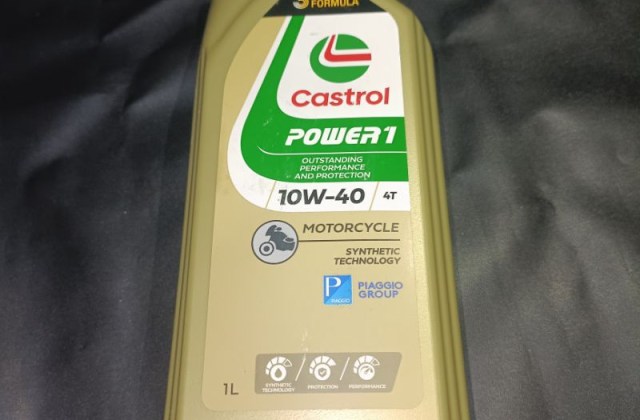 FORMULA
Castrol
POWER1
OUTSTANDING
PERFORMANCE
AND PROTECTION
10W-40 4T
MOTORCYCLE
SYNTHETIC
TECHNOLOGY
PIAGGIO
PIAGGIO
GROUP
1L
SYNTHETIC
TECHNOLOGY
PROTECTION
PERFORMANCE